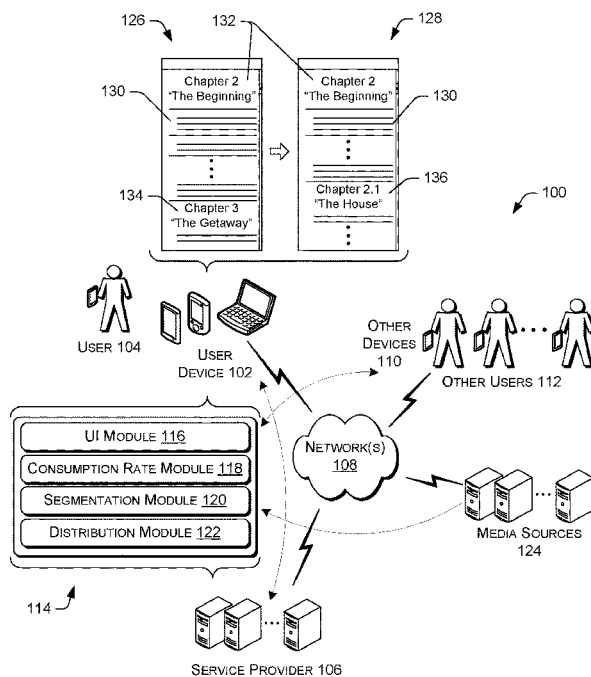 126
132
128
Chapter 2
"The Beginning"
Chapter 2
"The Beginning"
130
130
134
Chapter 3
"The Getaway"
Chapter 2.1
"The House"
136
100
USER 104
USER
DEVICE 102
OTHER
DEVICES
110
OTHER USERS 112
UI MODULE 116
CONSUMPTION RATE MODULE 118
SEGMENTATION MODULE 120
DISTRIBUTION MODULE 122
NETWORK(S)
108
MEDIA SOURCES
124
114
SERVICE PROVIDER 106